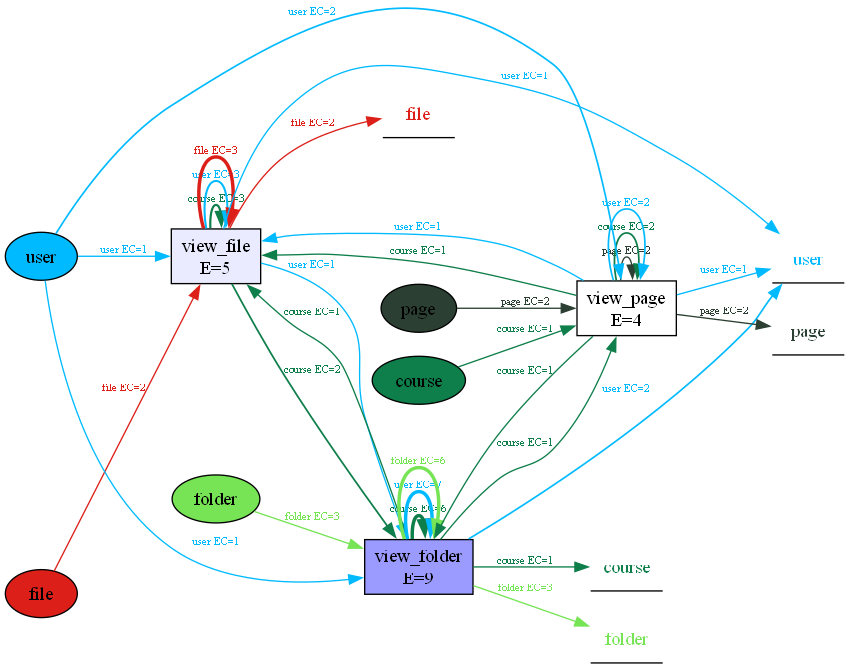 user EC=2
user EC=1
file
file EC=2
file EC=3
user EC=3
course EC=3
user EC=2
course EC=2
page EC=2
user EC=1
user
user EC=1
view_file
E=5
course EC=1
user EC=1
user
user EC=1
page EC=2
view_page
E=4
page
page EC=2
page
course EC=1
course EC=1
course
course EC=2
course EC=1
user EC=2
file EC=2
course EC=1
folder EC=6
user EC=7
course EC=6
folder
folder EC=3
user EC=1
view_folder
E=9
course EC=1
course
folder EC=3
file
folder